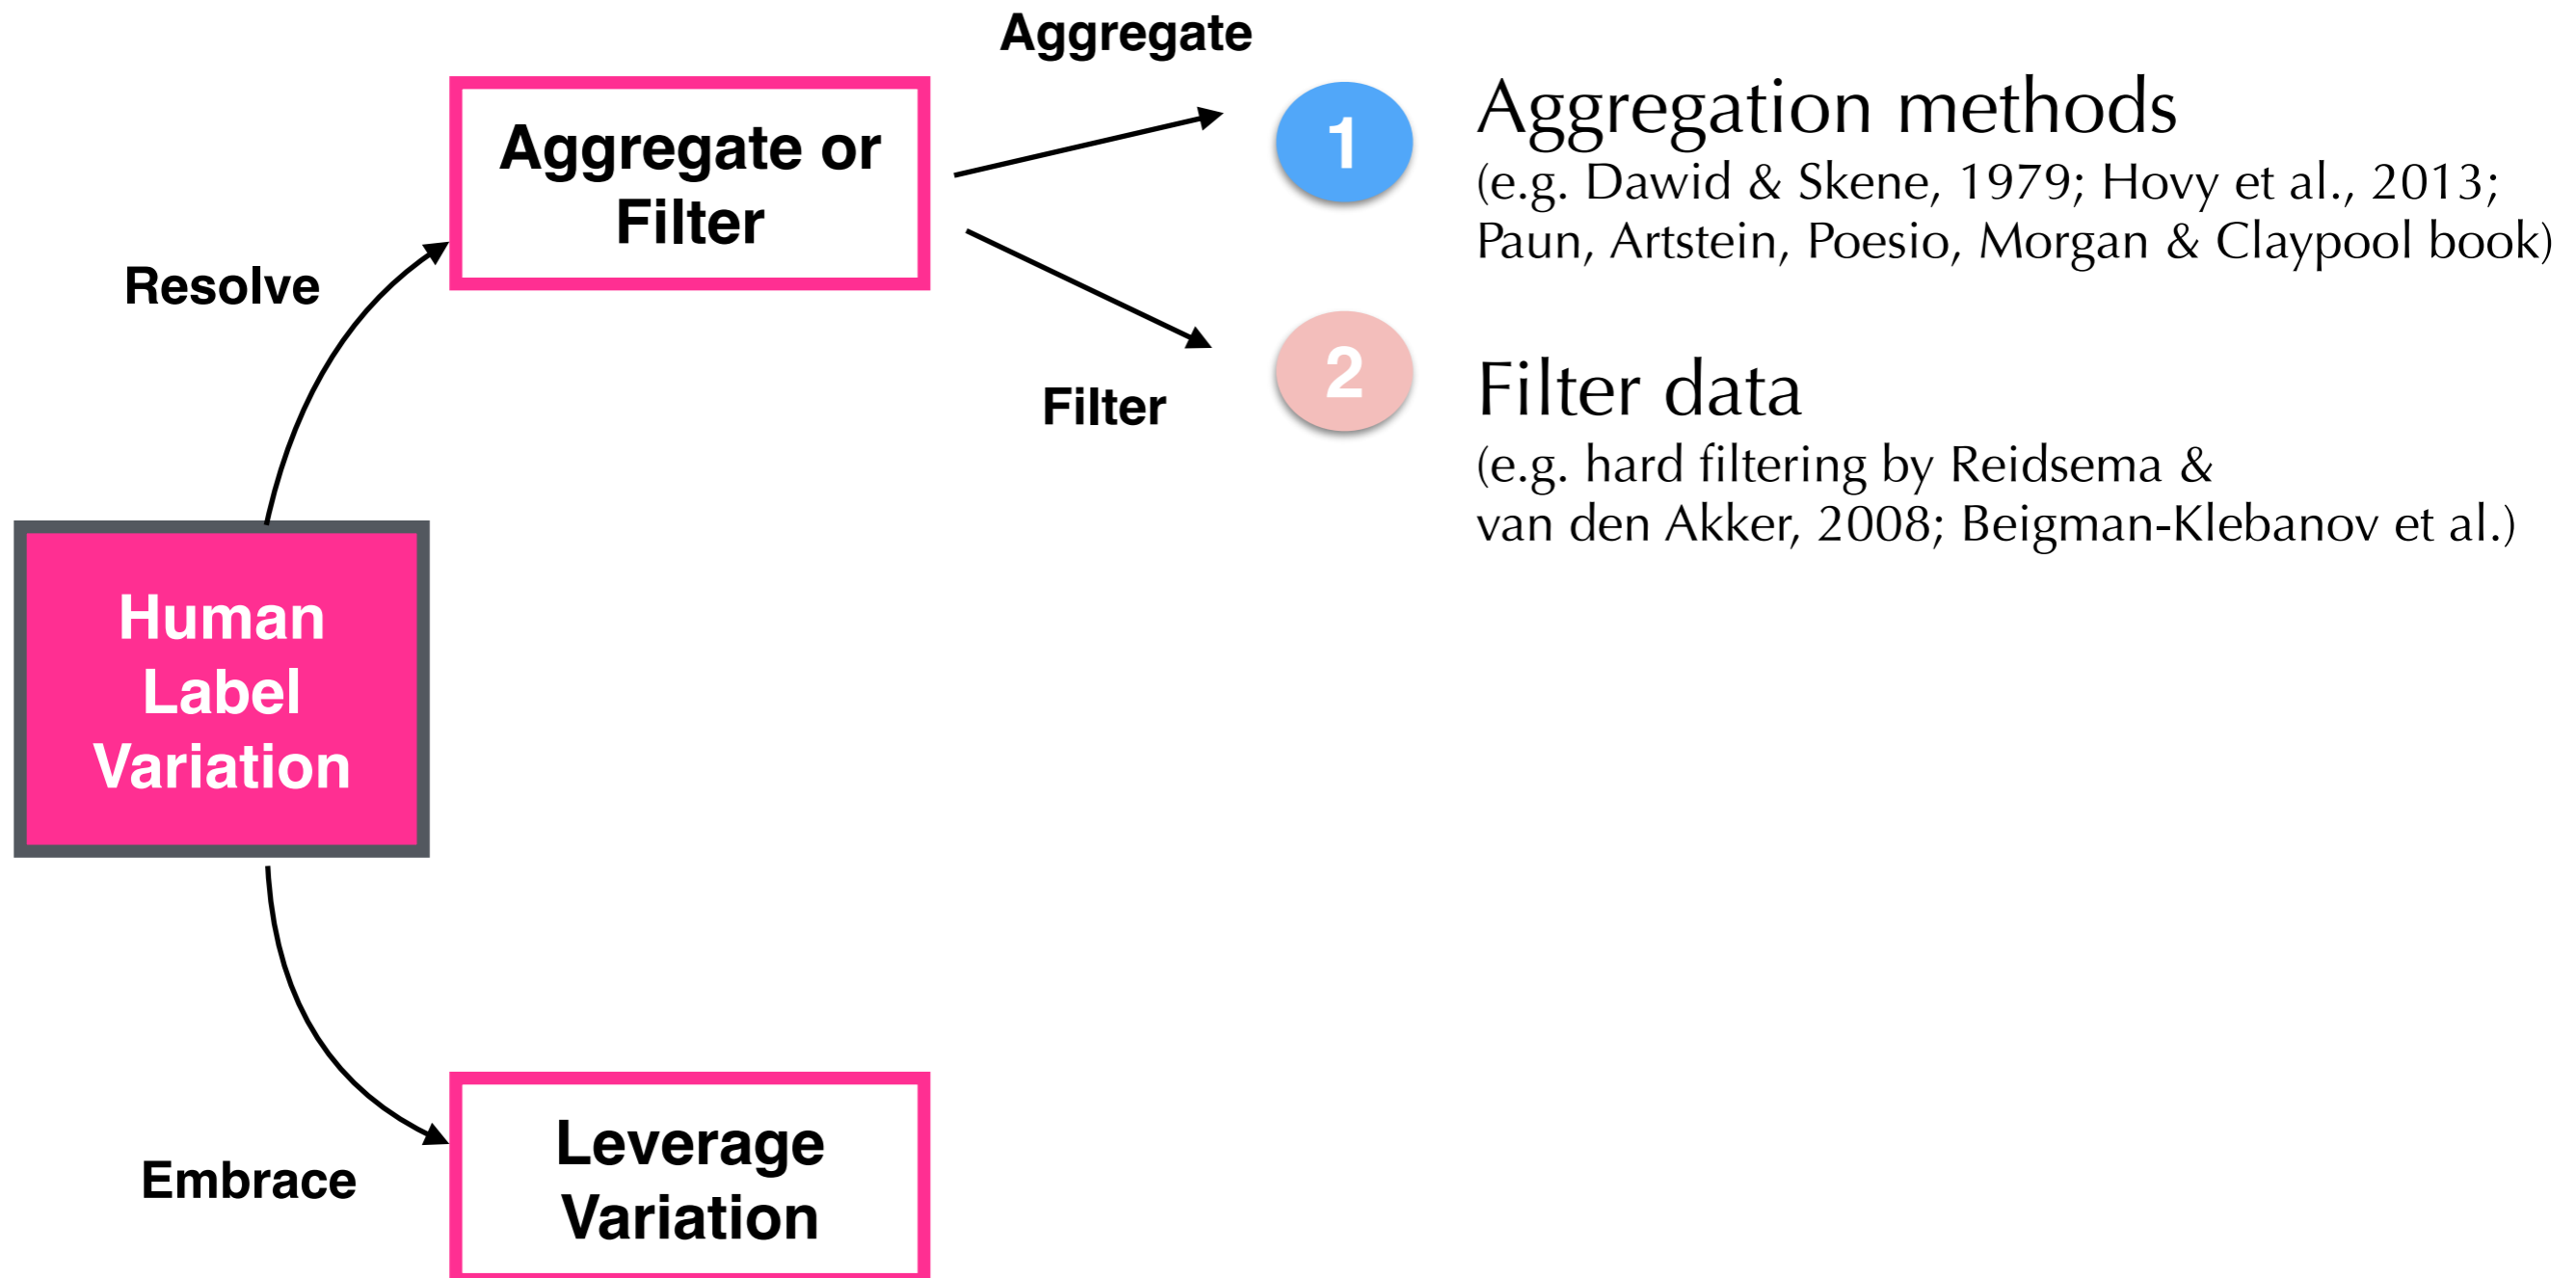 Aggregate
Aggregate or
Filter
1
Aggregation methods
(e.g. Dawid & Skene, 1979; Hovy et al., 2013;
Paun, Artstein, Poesio, Morgan & Claypool book)
Resolve
Filter
2
Filter data
(e.g. hard filtering by Reidsema &
van den Akker, 2008; Beigman-Klebanov et al.)
Human
Label
Variation
Embrace
Leverage
Variation